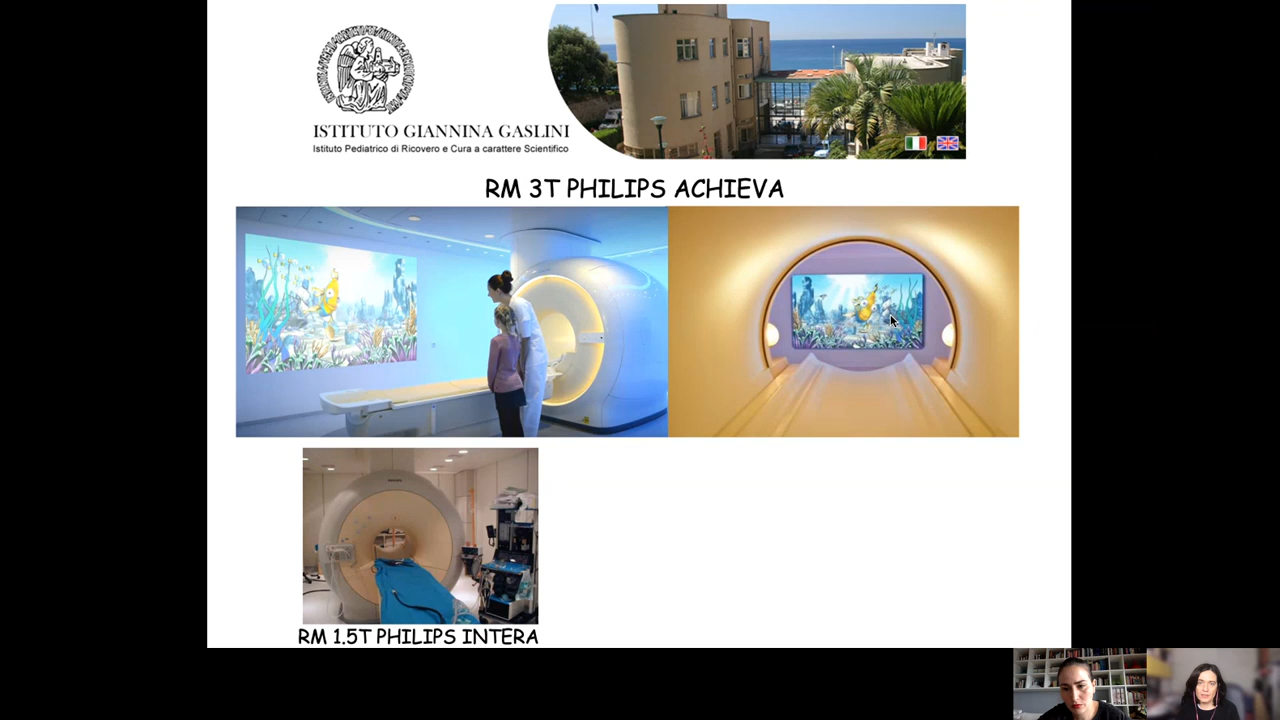 ISTITUTO GIANNINA GASLINI
Istituto Pediatrico di Ricovero e Cura a carattere Scientifico
RM 3T PHILIPS ACHIEVA
RM 1.5T PHILIPS INTERA